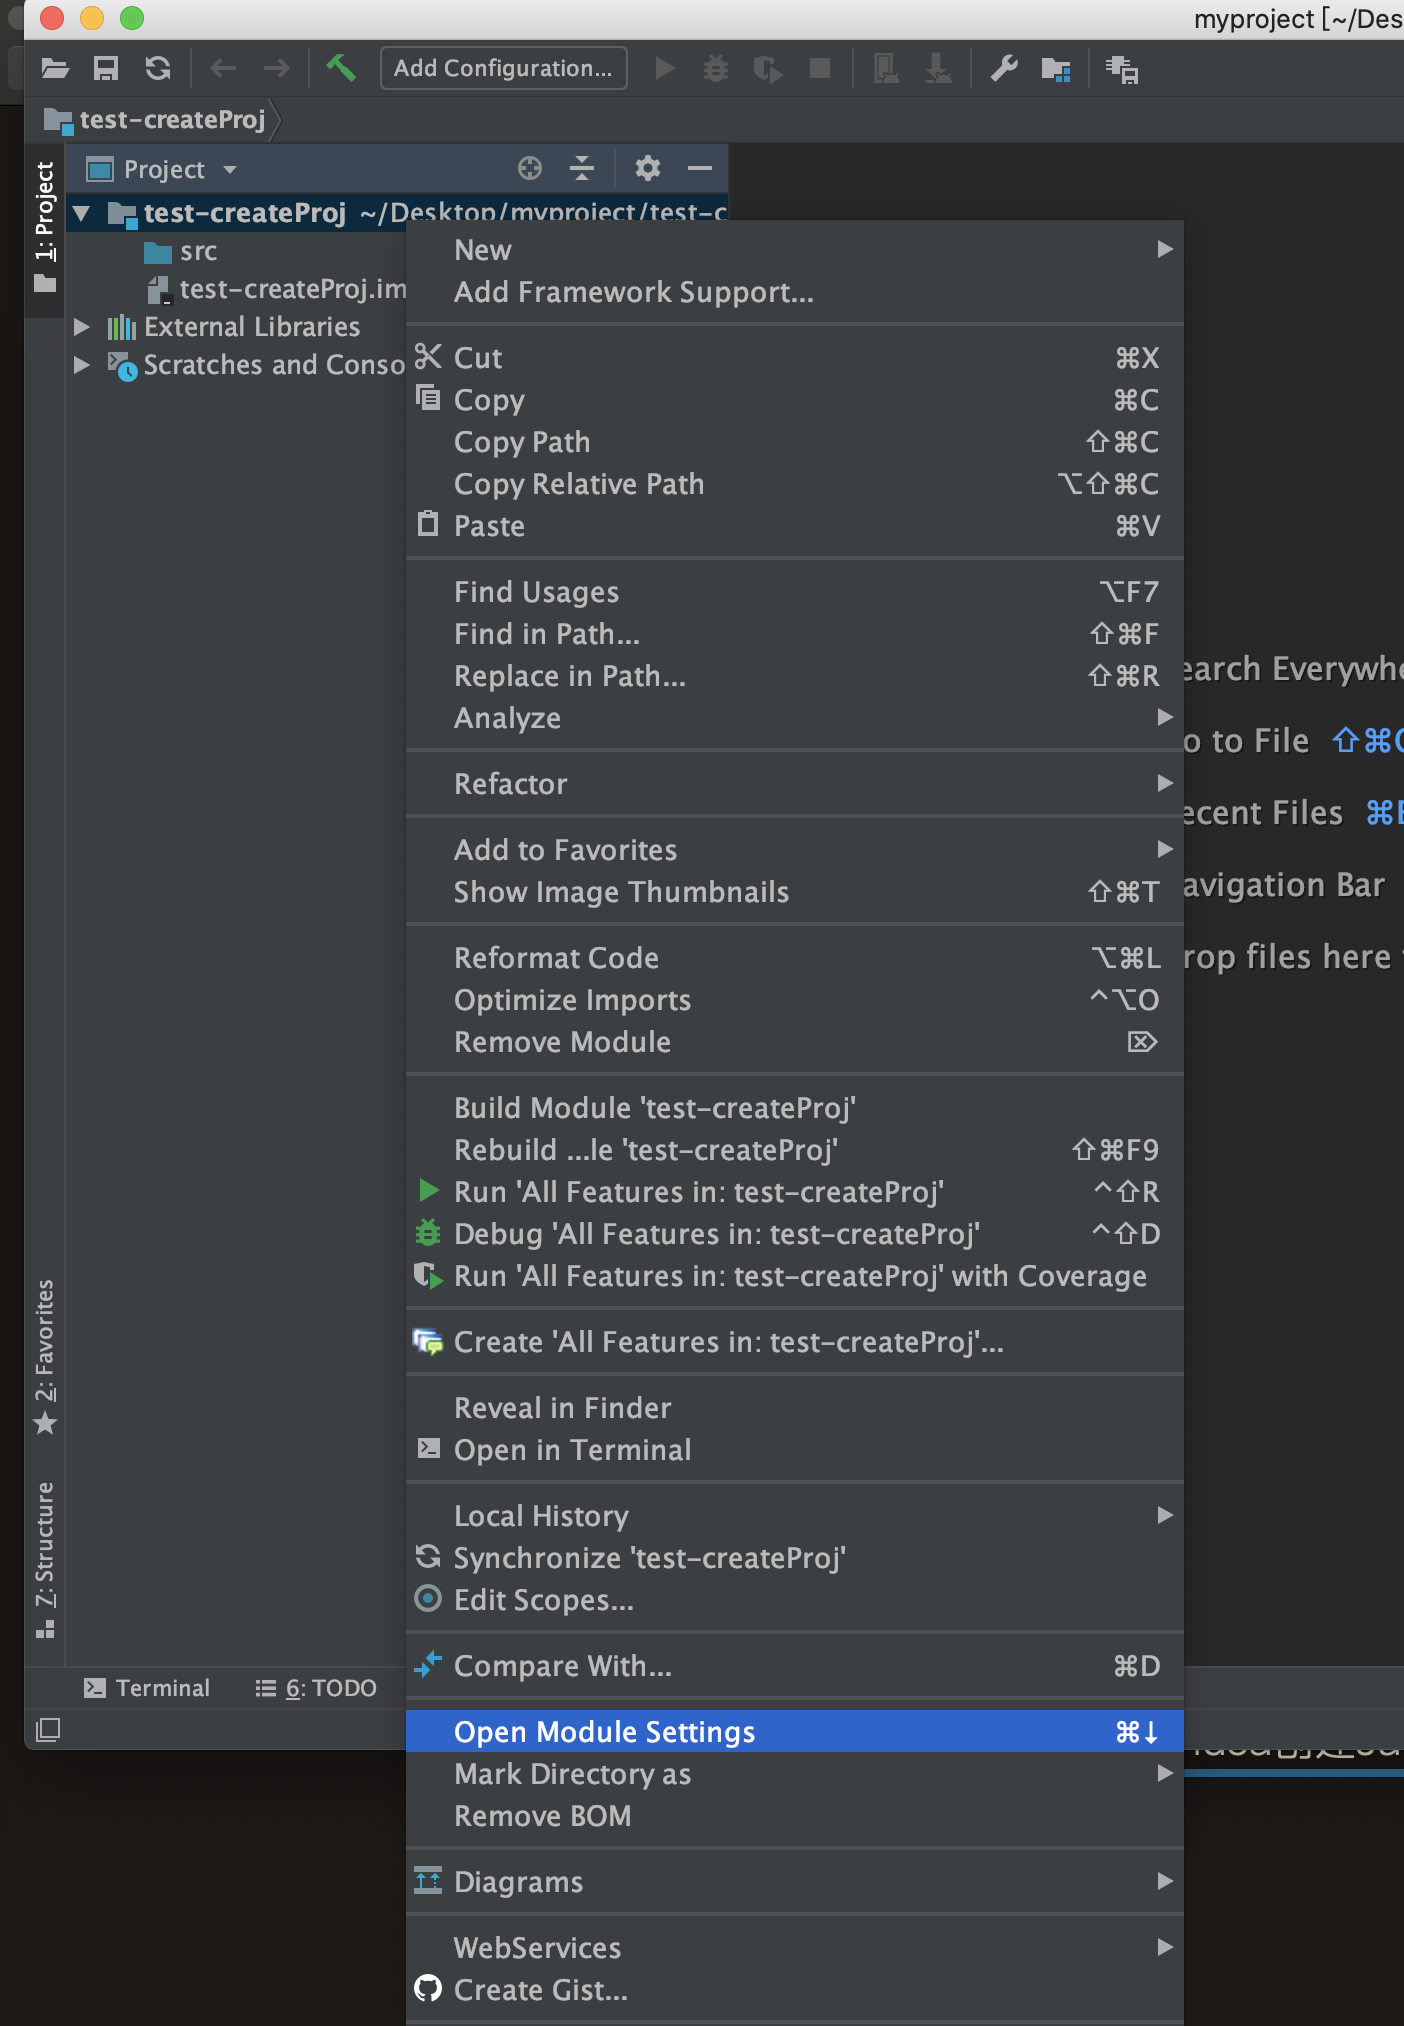 myproject [~/Des
Add Configuration...
test-createProj
1: Project
Project
test-createProj ~/Desktop/myproject/test-c
src
test-createProj.im
External Libraries
Scratches and Conso
New
Add Framework Support...
Cut ⌘X
Copy ⌘C
Copy Path ⇧⌘C
Copy Relative Path ⌥⇧⌘C
Paste ⌘V
Find Usages ⌥F7
Find in Path... ⇧⌘F
Replace in Path... ⇧⌘R
Analyze
Refactor
Add to Favorites
Show Image Thumbnails ⇧⌘T
Reformat Code ⌥⌘L
Optimize Imports ^⌥O
Remove Module ⌦
Build Module 'test-createProj'
Rebuild ...le 'test-createProj' ⇧⌘F9
Run 'All Features in: test-createProj' ^⇧R
Debug 'All Features in: test-createProj' ^⇧D
Run 'All Features in: test-createProj' with Coverage
Create 'All Features in: test-createProj'...
Reveal in Finder
Open in Terminal
Local History
Synchronize 'test-createProj'
Edit Scopes...
Compare With... ⌘D
Open Module Settings ⌘↓
Mark Directory as
Remove BOM
Diagrams
WebServices
Create Gist...
earch Everywhe
o to File ⇧⌘
ecent Files ⌘E
avigation Bar
rop files here
2: Favorites
7: Structure
Terminal
6: TODO